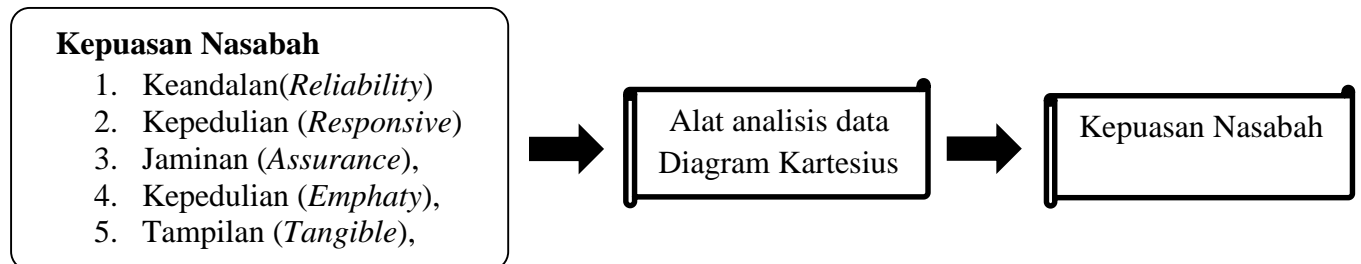 Kepuasan Nasabah
1. Keandalan(Reliability)
2. Kepedulian (Responsive)
3. Jaminan (Assurance),
4. Kepedulian (Emphaty),
5. Tampilan (Tangible),
Alat analisis data
Diagram Kartesius
Kepuasan Nasabah